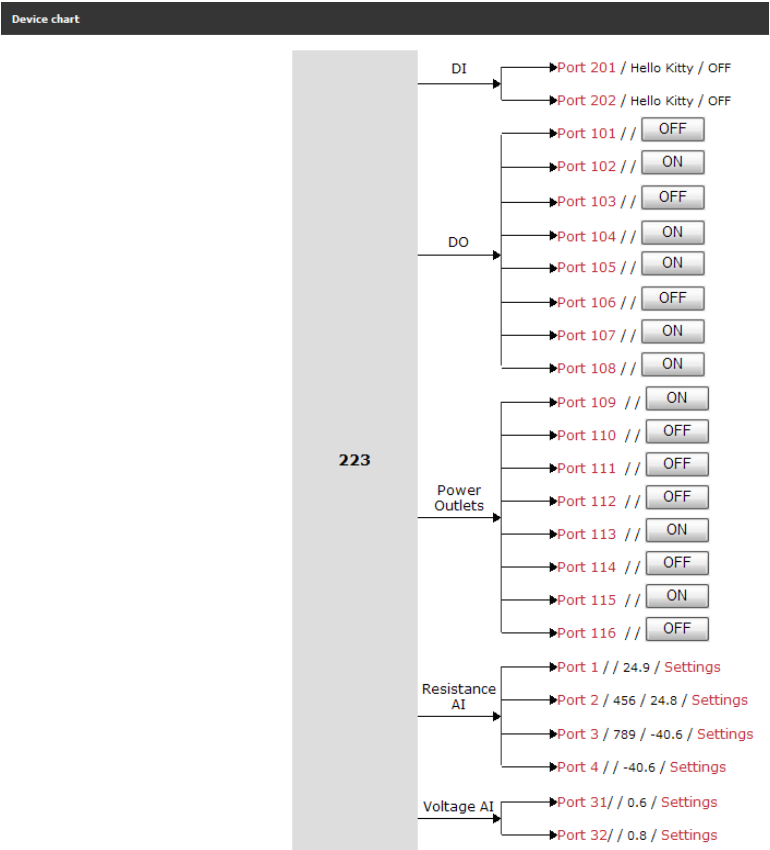 Device chart
223
DI
Port 201 / Hello Kitty / OFF
Port 202 / Hello Kitty / OFF
DO
Port 101 / / OFF
Port 102 / / ON
Port 103 / / OFF
Port 104 / / ON
Port 105 / / ON
Port 106 / / OFF
Port 107 / / ON
Port 108 / / ON
Power
Outlets
Port 109 / / ON
Port 110 / / OFF
Port 111 / / OFF
Port 112 / / OFF
Port 113 / / ON
Port 114 / / OFF
Port 115 / / ON
Port 116 / / OFF
Resistance
AI
Port 1 / / 24.9 / Settings
Port 2 / 456 / 24.8 / Settings
Port 3 / 789 / -40.6 / Settings
Port 4 / / -40.6 / Settings
Voltage AI
Port 31/ / 0.6 / Settings
Port 32/ / 0.8 / Settings